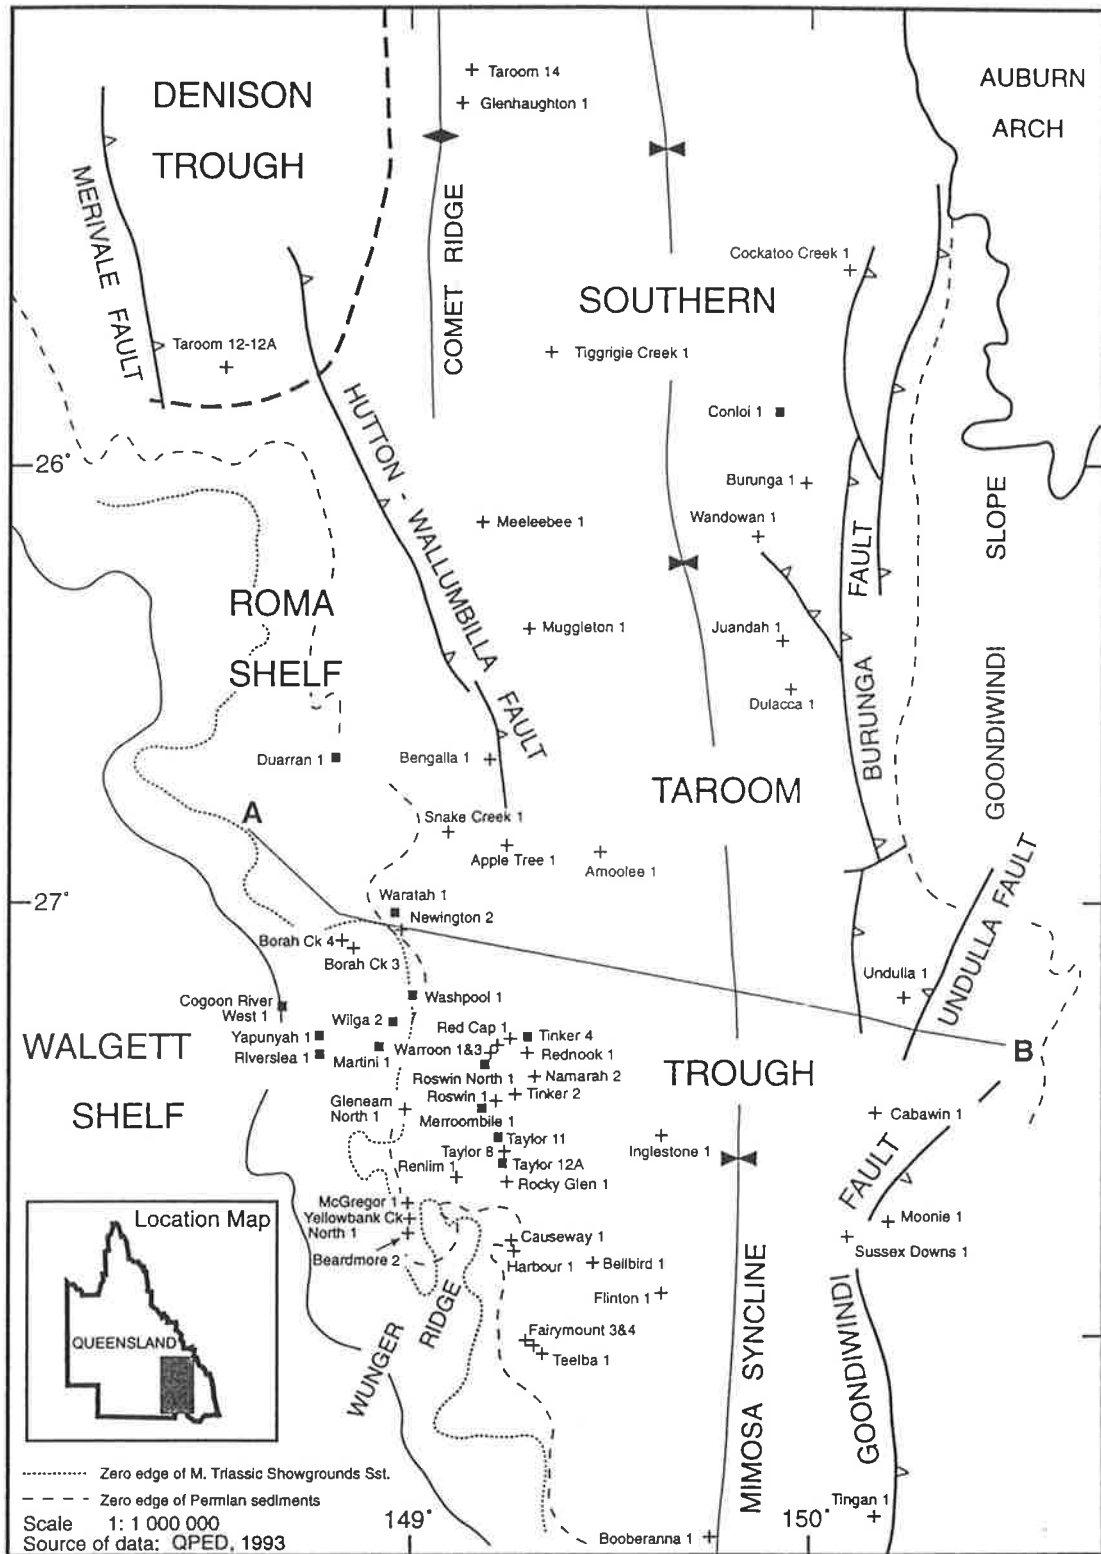 DENISON
TROUGH
Taroom 14
Glenhaughton 1
AUBURN
ARCH
MERIVALE FAULT
COMET RIDGE
Cockatoo Creek 1
SOUTHERN
Taroom 12-12A
Tiggrigie Creek 1
HUTTON - WALLUMBILLA FAULT
Conloi 1
26°
Burunga 1
Wandowan 1
Meeleebee 1
BURUNGA FAULT
GOONDIWINDI SLOPE
ROMA
SHELF
Muggleton 1
Juandah 1
Dulacca 1
Duarran 1
Bengalla 1
TAROOM
A
Snake Creek 1
Apple Tree 1
Amoolee 1
UNDULLA FAULT
27°
Waratah 1
Newington 2
Borah Ck 4
Borah Ck 3
Undulla 1
Cogoon River
West 1
Washpool 1
Yapunyah 1
Wilga 2
Red Cap 1
Tinker 4
WALGETT
SHELF
Riverslea 1
Martini 1
Warroon 1&3
Rednook 1
B
Roswin North 1
Namarah 2
TROUGH
Glenearn
North 1
Roswin 1
Tinker 2
Merroombile 1
Cabawin 1
Taylor 11
Taylor 8
Inglestone 1
Renlim 1
Taylor 12A
Rocky Glen 1
GOONDIWINDI FAULT
McGregor 1
Yellowbank Ck
North 1
Moonie 1
Causeway 1
Sussex Downs 1
Beardmore 2
Harbour 1
Bellbird 1
Flinton 1
WUNGER RIDGE
MIMOSA SYNCLINE
Fairymount 3&4
Teelba 1
Location Map
QUEENSLAND
Zero edge of M. Triassic Showgrounds Sst.
Zero edge of Permian sediments
Scale 1: 1 000 000
Source of data: QPED, 1993
149°
150°
Tingan 1
Booberanna 1